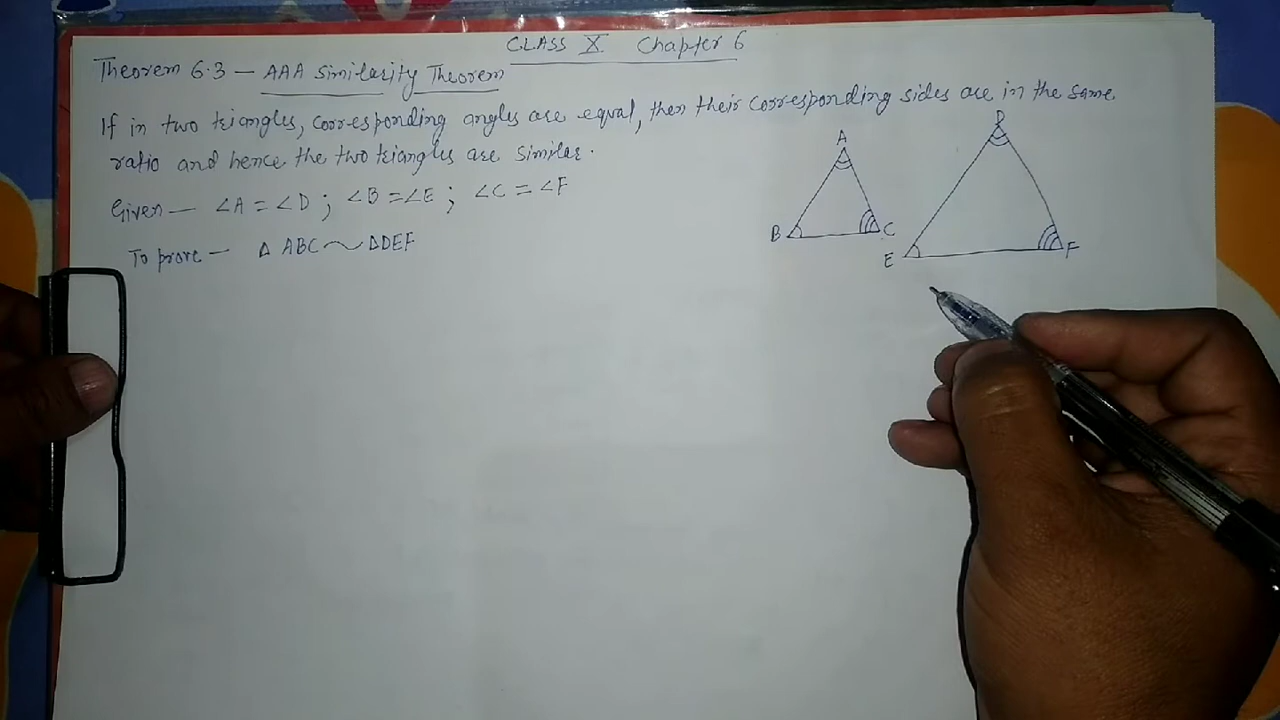 CLASS X Chapter 6
Theorem 6.3 – AAA Similarity Theorem
If in two triangles, corresponding angles are equal, then their corresponding sides are in the same
ratio and hence the two triangles are similar.
Given – ∠A = ∠D ; ∠B = ∠E ; ∠C = ∠F
To prove – Δ ABC ~ ΔDEF
A
D
B
C
E
F